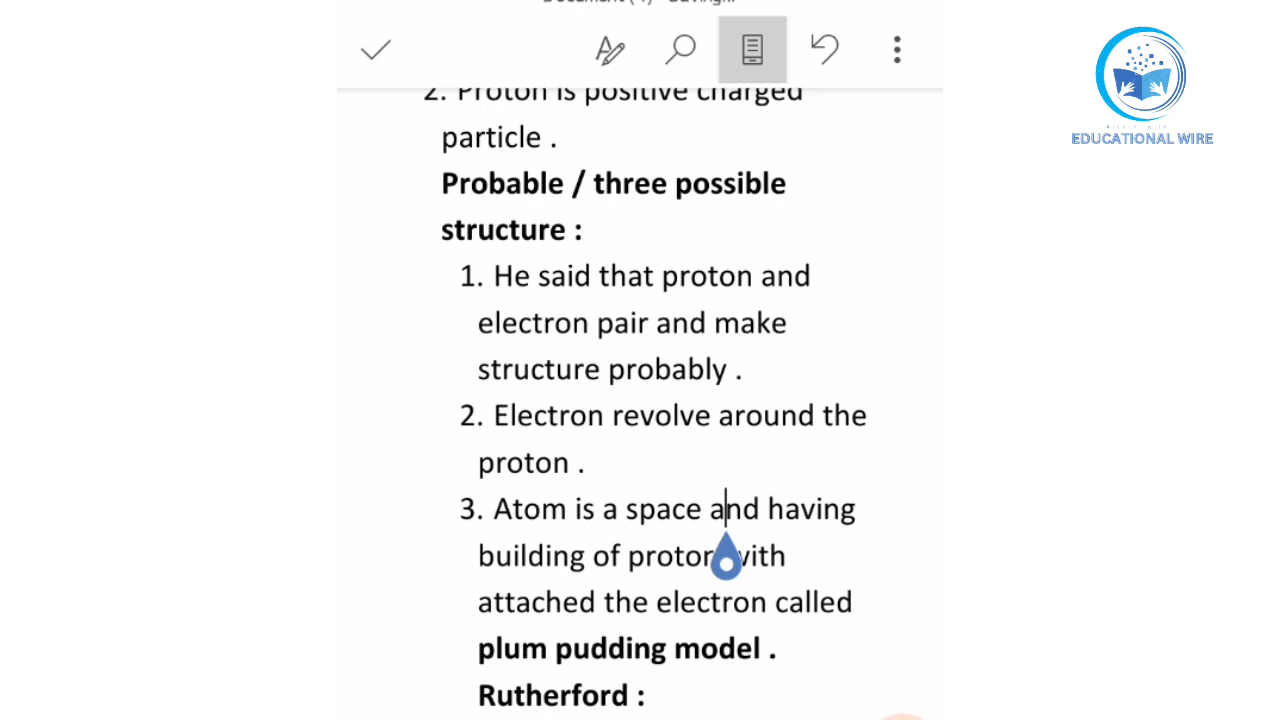 2. Proton is positive charged
particle .
Probable / three possible
structure :
1. He said that proton and
electron pair and make
structure probably .
2. Electron revolve around the
proton .
3. Atom is a space and having
building of proton with
attached the electron called
plum pudding model .
Rutherford :
EDUCATIONAL WIRE